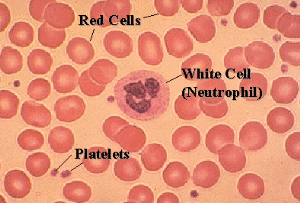 Red Cells
White Cell
(Neutrophil)
Platelets